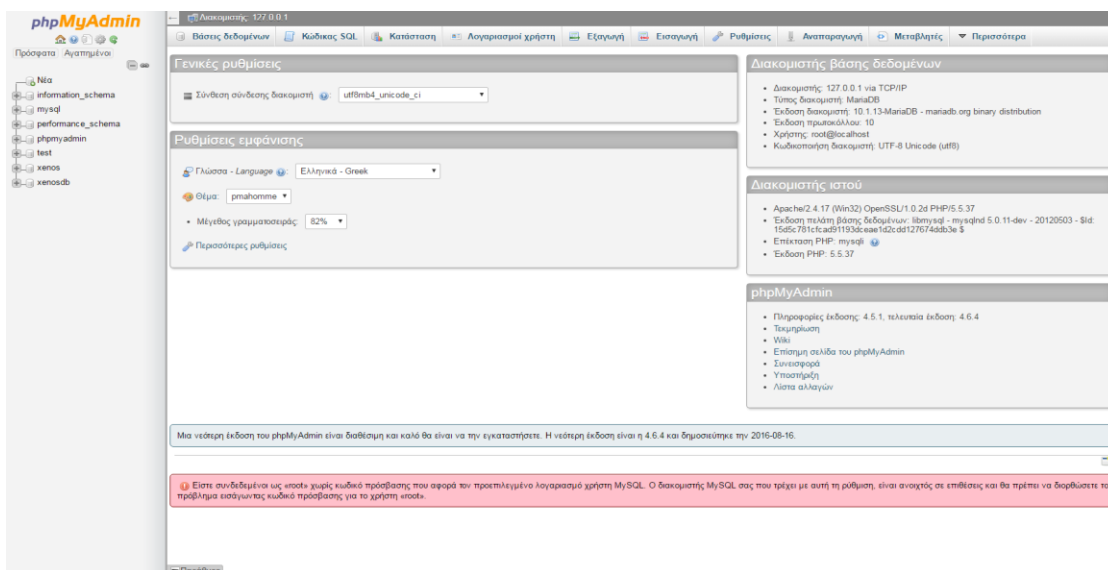 phpMyAdmin
Πρόσφατα Αγαπημένοι
Νέα
information_schema
mysql
performance_schema
phpmyadmin
test
xenos
xenosdb
Διακομιστής: 127.0.0.1
Βάσεις δεδομένων Κώδικας SQL Κατάσταση Λογαριασμοί χρήστη Εξαγωγή Εισαγωγή Ρυθμίσεις Αναπαραγωγή Μεταβλητές Περισσότερα
Γενικές ρυθμίσεις
Σύνθεση σύνδεσης διακομιστή utf8mb4_unicode_ci
Ρυθμίσεις εμφάνισης
Γλώσσα - Language Ελληνικά - Greek
Θέμα: pmahomme
• Μέγεθος γραμματοσειράς: 82%
Περισσότερες ρυθμίσεις
Διακομιστής βάσης δεδομένων
• Διακομιστής: 127.0.0.1 via TCP/IP
• Τύπος διακομιστή: MariaDB
• Έκδοση διακομιστή: 10.1.13-MariaDB - mariadb.org binary distribution
• Έκδοση πρωτοκόλλου: 10
• Χρήστης: root@localhost
• Κωδικοποίηση διακομιστή: UTF-8 Unicode (utf8)
Διακομιστής ιστού
• Apache/2.4.17 (Win32) OpenSSL/1.0.2d PHP/5.5.37
• Έκδοση πελάτη βάσης δεδομένων: libmysql - mysqlnd 5.0.11-dev - 20120503 - $Id:
15d5c781cfcad91193dceae1d2cdd127674ddb3e $
• Επέκταση PHP: mysqli
• Έκδοση PHP: 5.5.37
phpMyAdmin
• Πληροφορίες έκδοσης: 4.5.1, τελευταία έκδοση: 4.6.4
• Τεκμηρίωση
• Wiki
• Επίσημη σελίδα του phpMyAdmin
• Συνεισφορά
• Υποστήριξη
• Λίστα αλλαγών
Μια νεότερη έκδοση του phpMyAdmin είναι διαθέσιμη και καλό θα είναι να την εγκαταστήσετε. Η νεότερη έκδοση είναι η 4.6.4 και δημοσιεύτηκε την 2016-08-16.
Είστε συνδεδεμένοι ως «root» χωρίς κωδικό πρόσβασης που αφορά τον προεπιλεγμένο λογαριασμό χρήστη MySQL. Ο διακομιστής MySQL σας που τρέχει με αυτή τη ρύθμιση, είναι ανοιχτός σε επιθέσεις και θα πρέπει να διορθώσετε το
πρόβλημα εισάγωντας κωδικό πρόσβασης για το χρήστη «root».